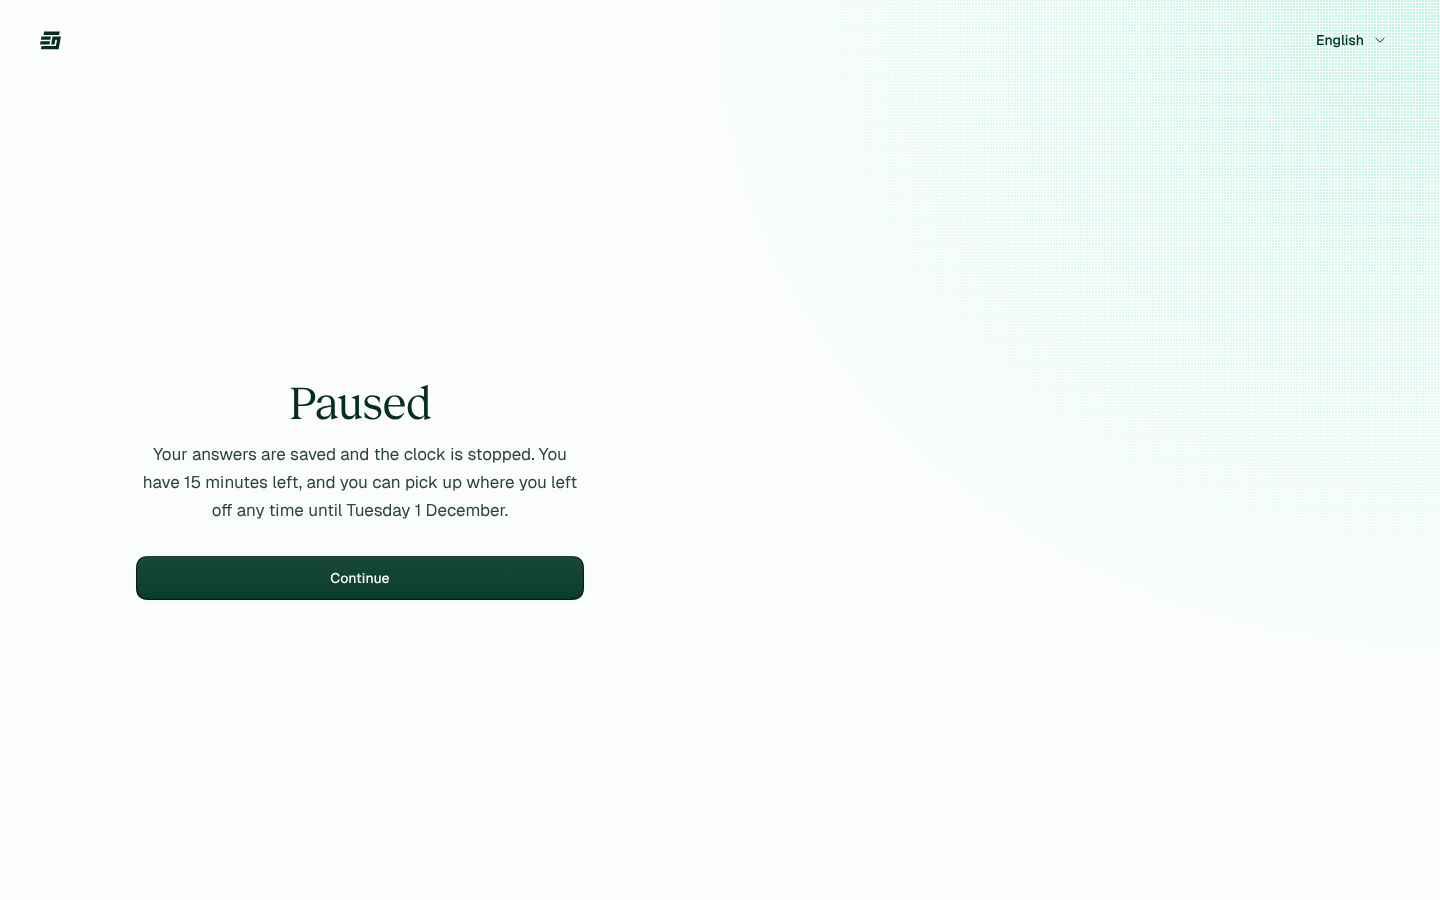 English
Paused
Your answers are saved and the clock is stopped. You
have 15 minutes left, and you can pick up where you left
off any time until Tuesday 1 December.
Continue